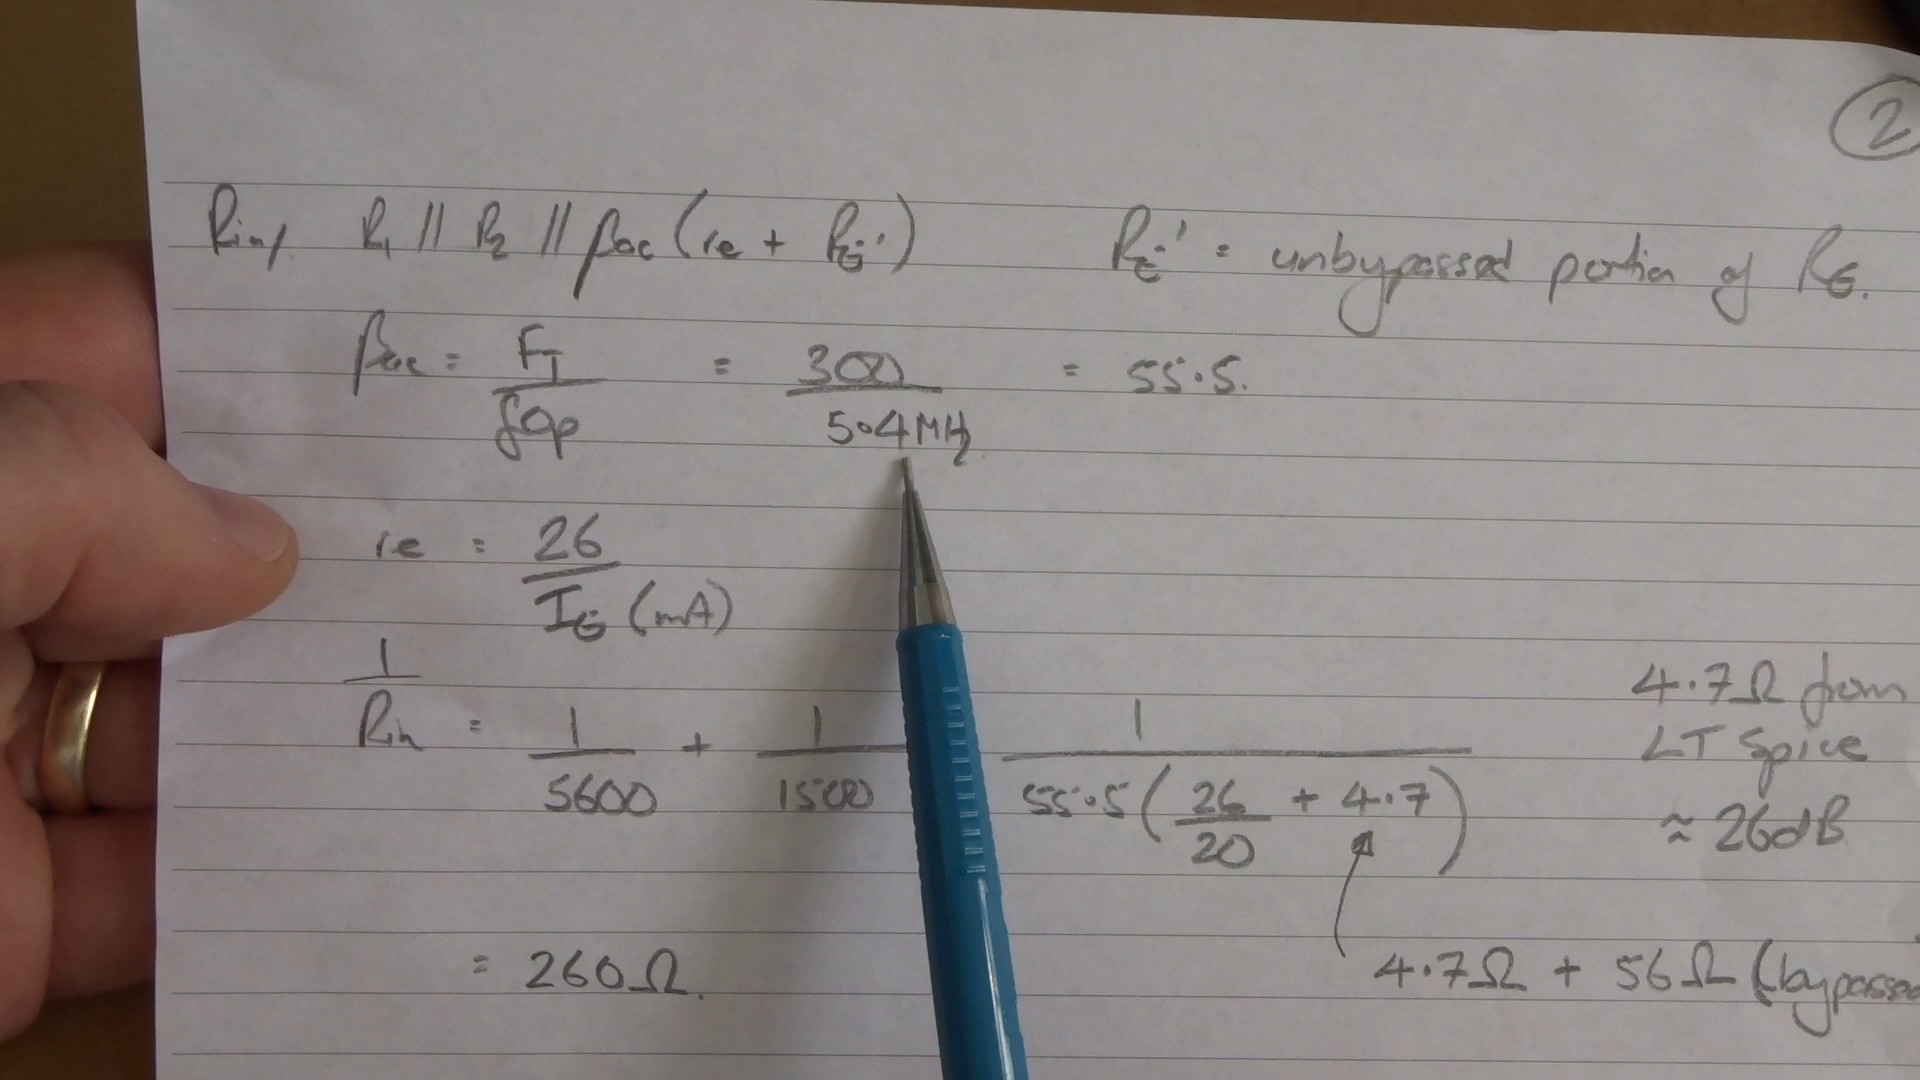 2
Rin/ R1 // R2 // βac (re + RE') RE' = unbypassed portion of RE.
βac = FT / fop = 300 / 5.4MHz = 55.5.
re = 26 / IE (mA)
1 / Rin = 1 / 5600 + 1 / 1500 1 / 55.5 ( 26 / 20 + 4.7 )
4.7Ω from
LT Spice
≈ 26dB
= 260Ω.
4.7Ω + 56Ω (bypassed